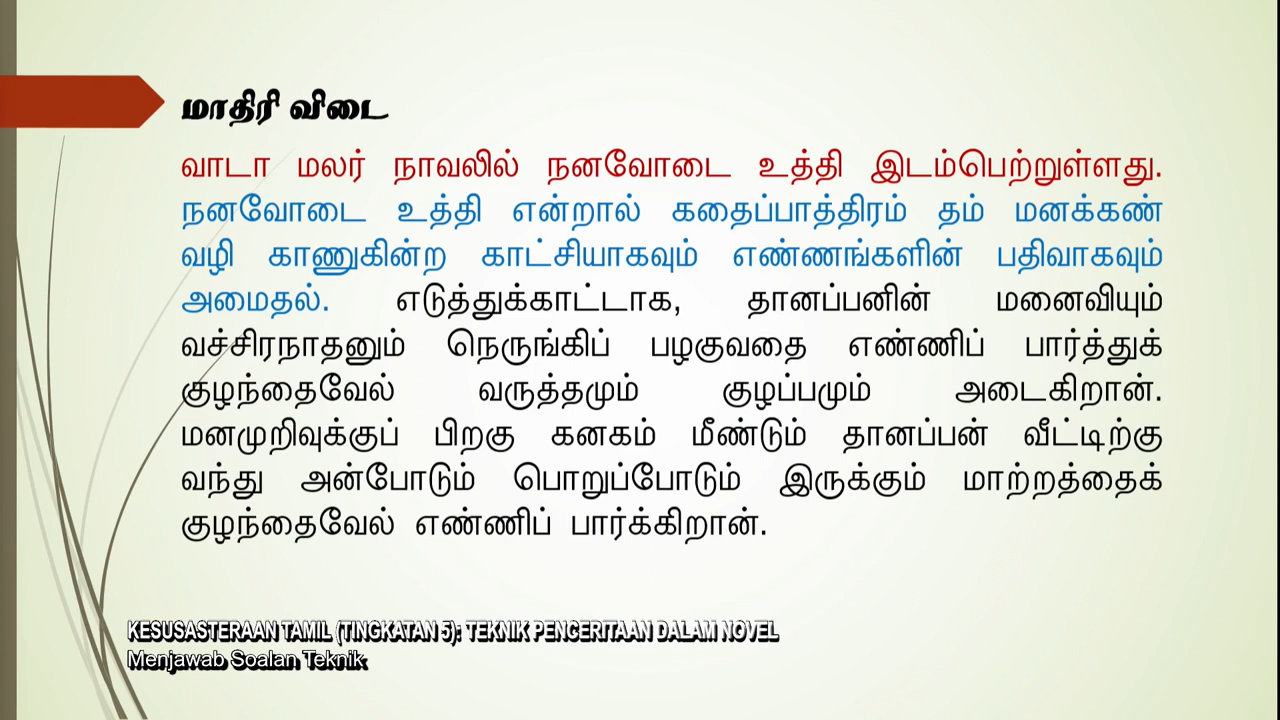 மாதிரி விடை
வாடா மலர் நாவலில் நனவோடை உத்தி இடம்பெற்றுள்ளது.
நனவோடை உத்தி என்றால் கதைப்பாத்திரம் தம் மனக்கண்
வழி காணுகின்ற காட்சியாகவும் எண்ணங்களின் பதிவாகவும்
அமைதல். எடுத்துக்காட்டாக, தானப்பனின் மனைவியும்
வச்சிரநாதனும் நெருங்கிப் பழகுவதை எண்ணிப் பார்த்துக்
குழந்தைவேல் வருத்தமும் குழப்பமும் அடைகிறான்.
மனமுறிவுக்குப் பிறகு கனகம் மீண்டும் தானப்பன் வீட்டிற்கு
வந்து அன்போடும் பொறுப்போடும் இருக்கும் மாற்றத்தைக்
குழந்தைவேல் எண்ணிப் பார்க்கிறான்.
KESUSASTERAAN TAMIL (TINGKATAN 5): TEKNIK PENCERITAAN DALAM NOVEL
Menjawab Soalan Teknik